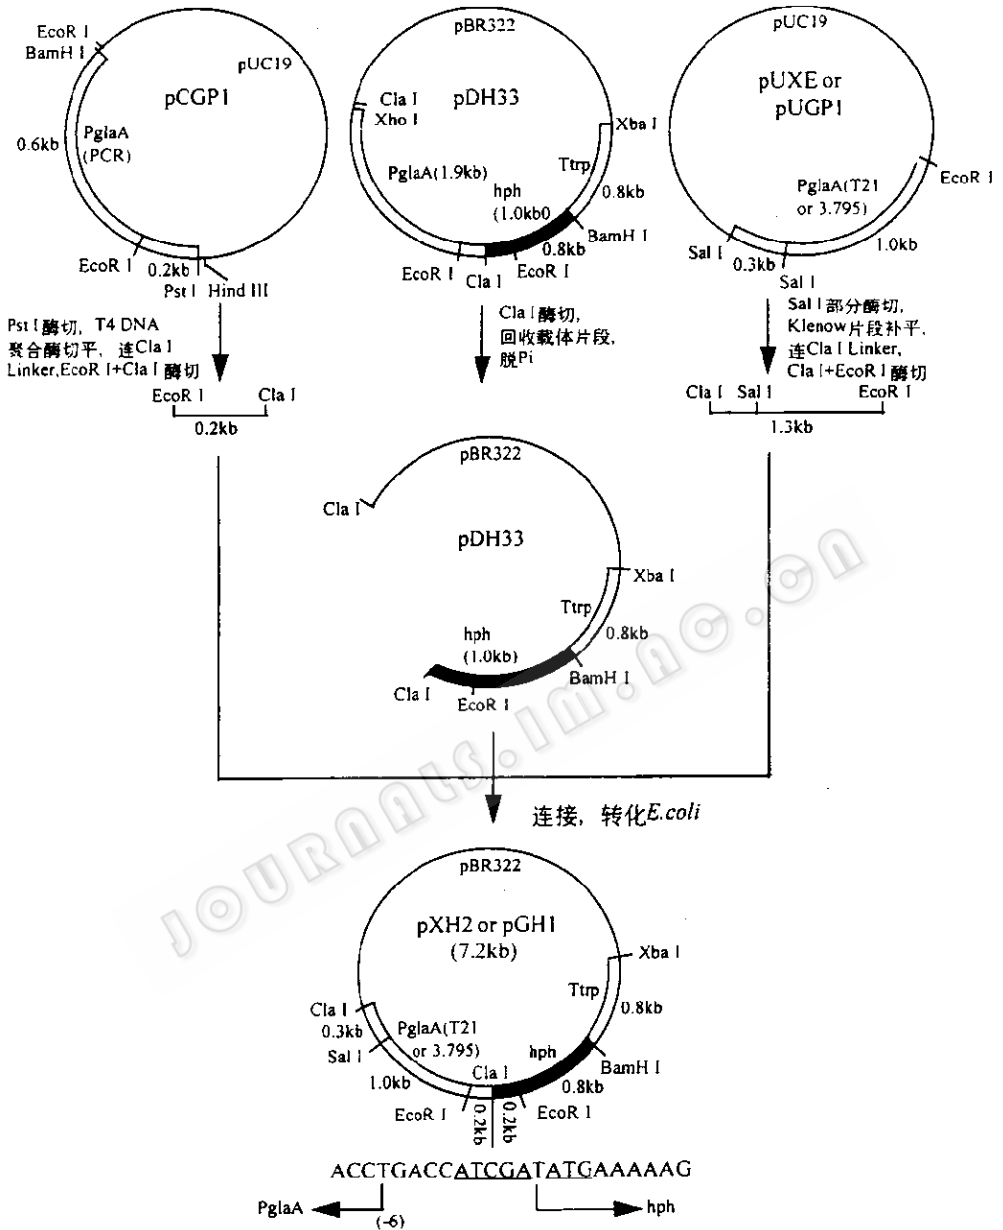 EcoR I
BamH I
pUC19
pCGP1
0.6kb
PglaA
(PCR)
EcoR I
0.2kb
Pst I Hind III
pBR322
pDH33
Cla I
Xho I
Xba I
PglaA(1.9kb)
Ttrp
0.8kb
hph
(1.0kb0
BamH I
0.8kb
EcoR I
EcoR I
Cla I
pUC19
pUXE or
pUGP1
EcoR I
PglaA(T21
or 3.795)
1.0kb
Sal I
0.3kb
Sal I
Pst I 酶切, T4 DNA
聚合酶切平, 连Cla I
Linker,EcoR I+Cla I 酶切
Cla I 酶切,
回收载体片段,
脱Pi
Sal I 部分酶切,
Klenow片段补平,
连Cla I Linker,
Cla I+EcoR I 酶切
EcoR I
Cla I
0.2kb
Cla I
Sal I
EcoR I
1.3kb
pBR322
Cla I
pDH33
Xba I
Ttrp
0.8kb
hph
(1.0kb)
BamH I
Cla I
EcoR I
连接, 转化E.coli
pBR322
pXH2 or pGH1
(7.2kb)
Xba I
Ttrp
0.8kb
Cla I
0.3kb
PglaA(T21
or 3.795)
Sal I
hph
Cla I
BamH I
1.0kb
0.8kb
EcoR I
EcoR I
0.2kb
0.2kb
ACCTGACCATCGATATGAAAAAG
PglaA
(-6)
hph
JOURNALS.IM.AC.CN